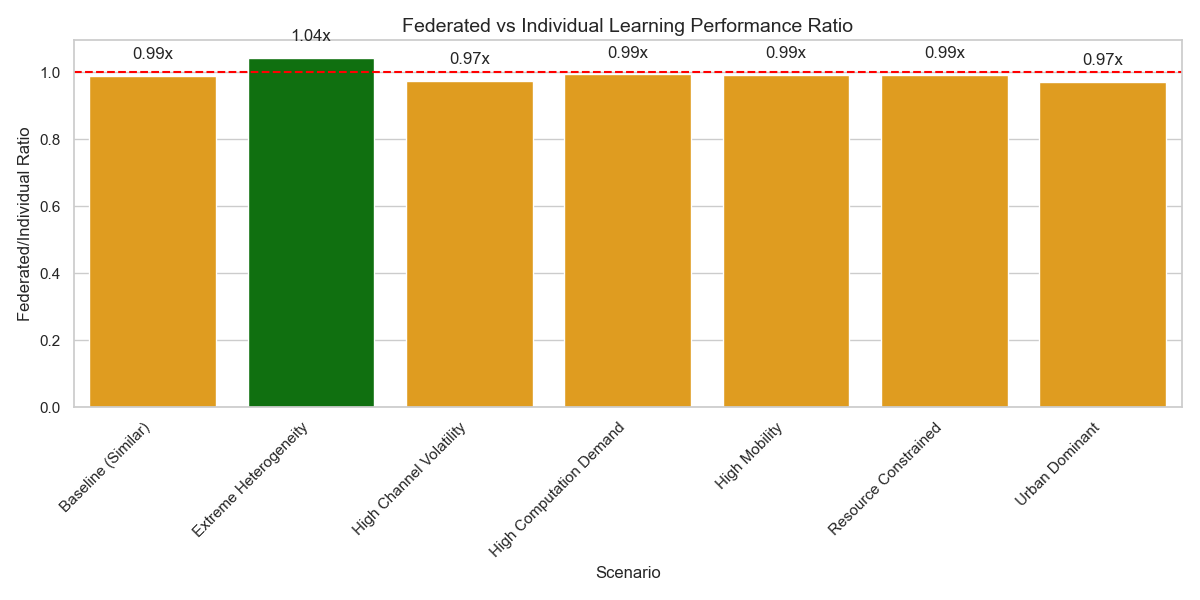 Federated vs Individual Learning Performance Ratio
0.99x
1.04x
0.97x
0.99x
0.99x
0.99x
0.97x
Federated/Individual Ratio
1.0
0.8
0.6
0.4
0.2
0.0
Baseline (Similar)
Extreme Heterogeneity
High Channel Volatility
High Computation Demand
High Mobility
Resource Constrained
Urban Dominant
Scenario